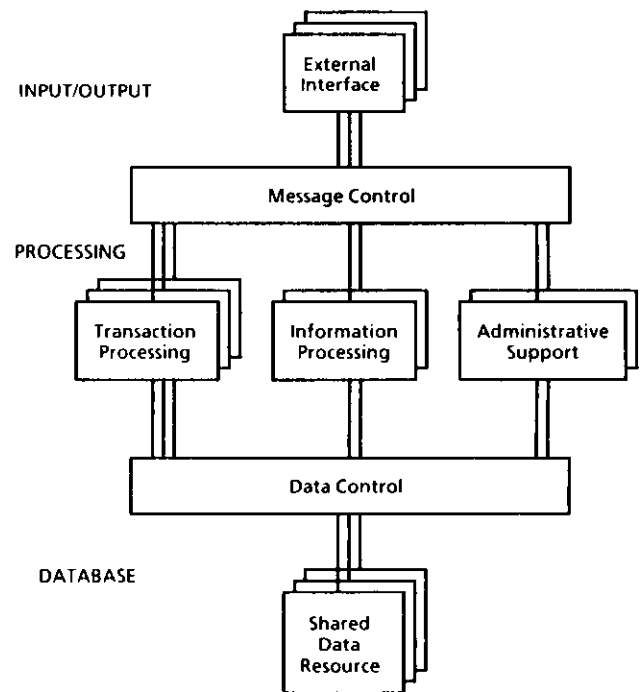 INPUT/OUTPUT
External
Interface
Message Control
PROCESSING
Transaction
Processing
Information
Processing
Administrative
Support
Data Control
DATABASE
Shared
Data
Resource